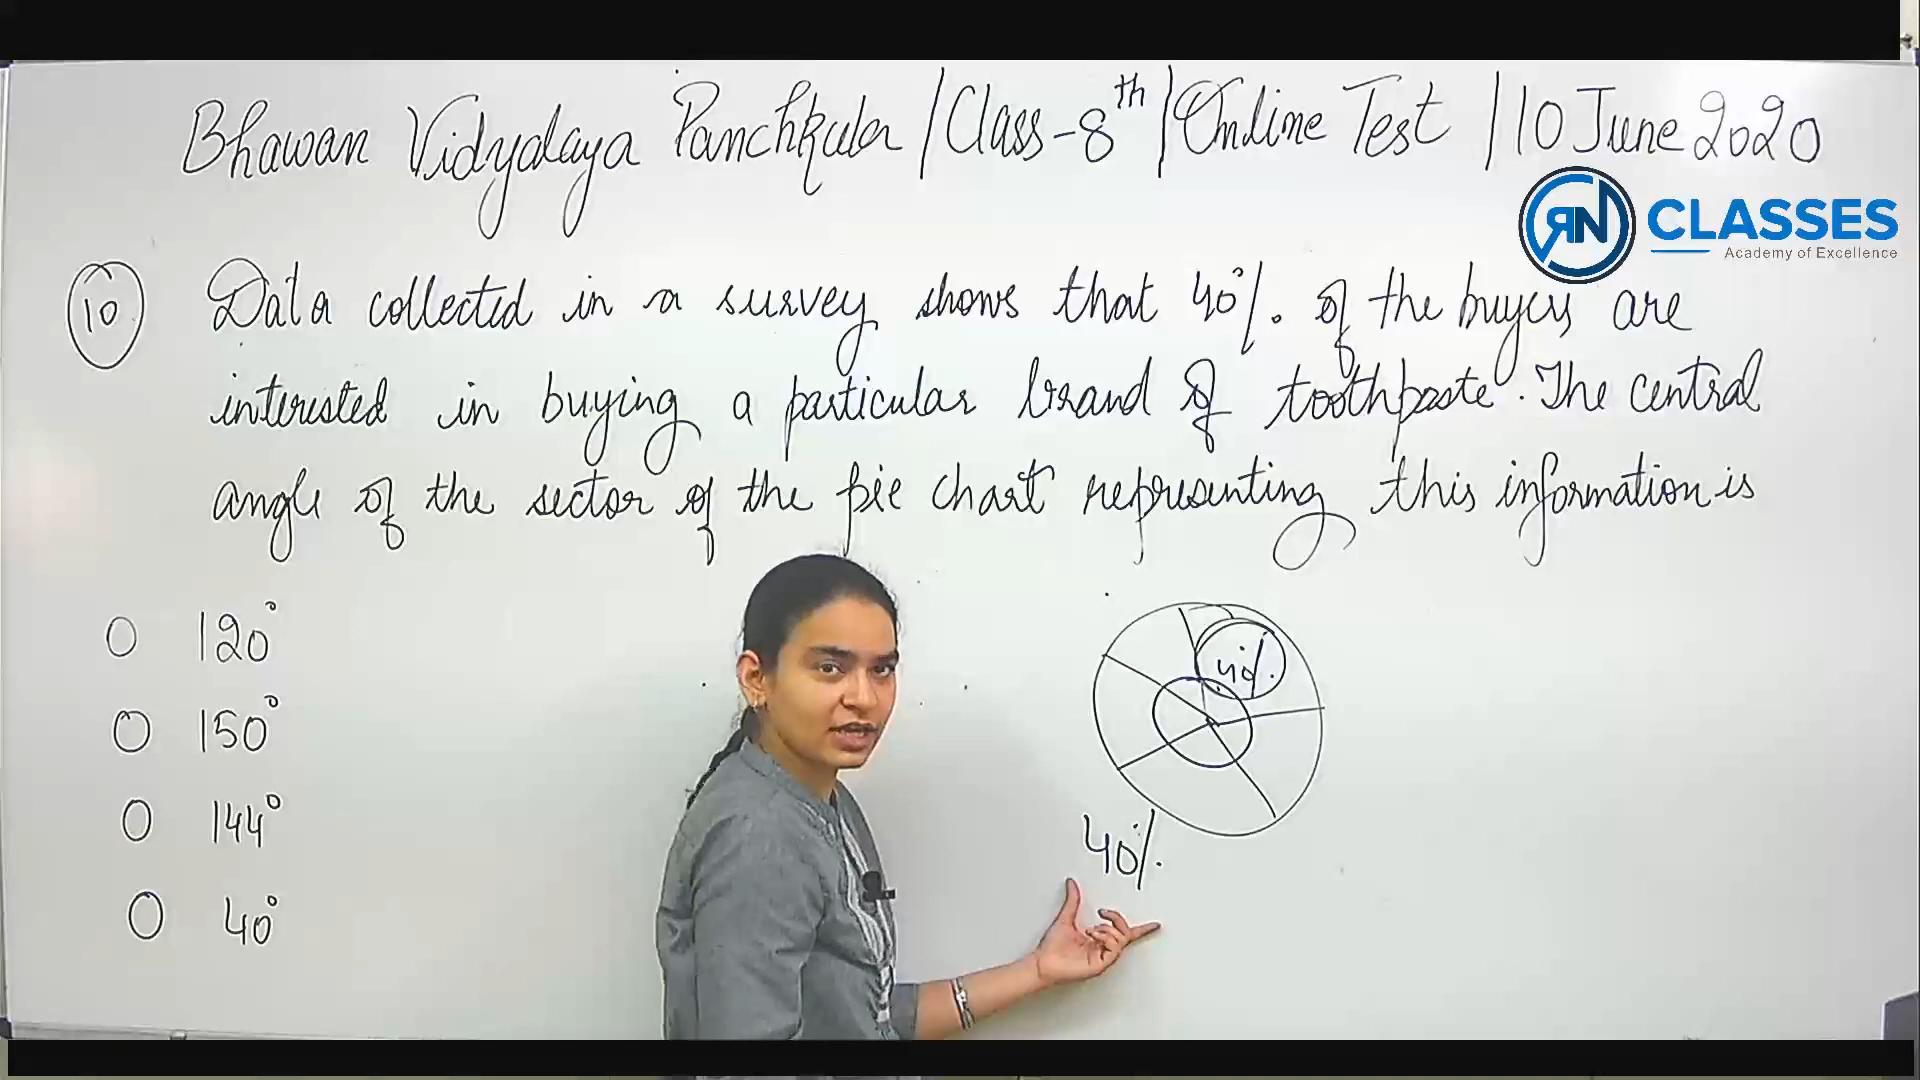 Bhawan Vidyalaya Panchkula / Class-8th / Online Test / 10 June 2020
RN CLASSES
Academy of Excellence
10 Data collected in a survey shows that 40%. of the buyers are
interested in buying a particular brand of toothpaste. The central
angle of the sector of the pie chart representing this information is
120°
150°
144°
40°
40%.
40%.